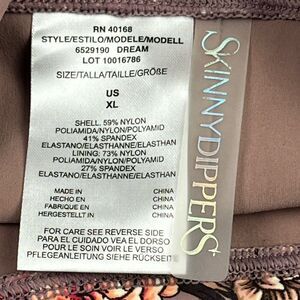 RN 40168
STYLE/ESTILO/MODELE/MODELL
6529190 DREAM
LOT 10016786
SIZE/TALLA/TAILLE/GRÖßE
US
XL
SHELL: 59% NYLON
POLIAMIDA/NYLON/POLYAMID
41% SPANDEX
ELASTANO/ELASTHANNE/ELASTHAN
LINING: 73% NYLON
POLIAMIDA/NYLON/POLYAMID
27% SPANDEX
ELASTANO/ELASTHANNE/ELASTHAN
MADE IN CHINA
HECHO EN CHINA
FABRIQUE EN CHINA
HERGESTELLT IN CHINA
FOR CARE SEE REVERSE SIDE
PARA EL CUIDADO VEA EL DORSO
POUR LE SOIN VOIR LE VERSO
PFLEGEANLEITUNG SIEHE RÜCKSEITE
SKINNYDIPPERS